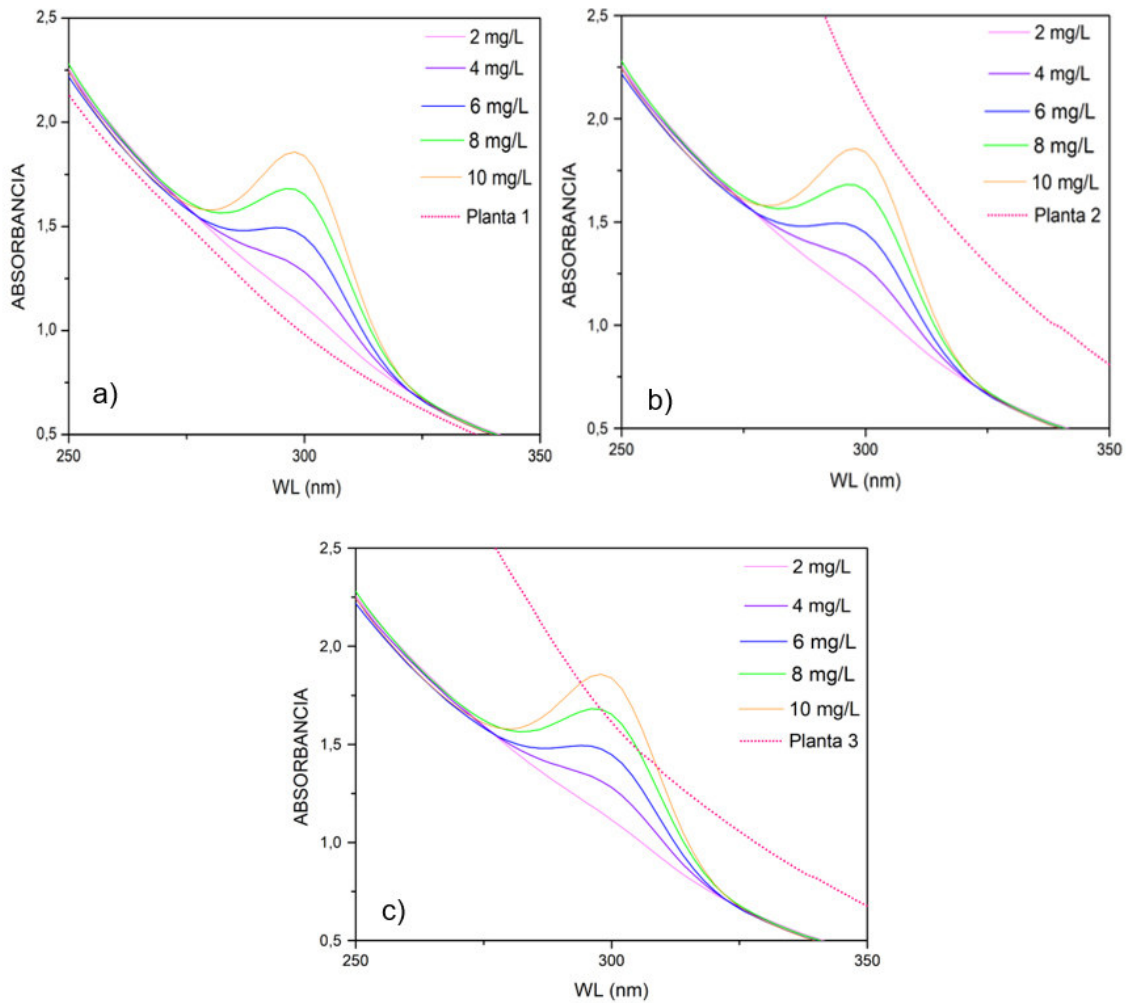 2,5
2,0
1,5
1,0
0,5
ABSORBANCIA
2 mg/L
4 mg/L
6 mg/L
8 mg/L
10 mg/L
Planta 1
a)
250
300
350
WL (nm)
2,5
2,0
1,5
1,0
0,5
ABSORBANCIA
2 mg/L
4 mg/L
6 mg/L
8 mg/L
10 mg/L
Planta 2
b)
250
300
350
WL (nm)
2,5
2,0
1,5
1,0
0,5
ABSORBANCIA
2 mg/L
4 mg/L
6 mg/L
8 mg/L
10 mg/L
Planta 3
c)
250
300
350
WL (nm)